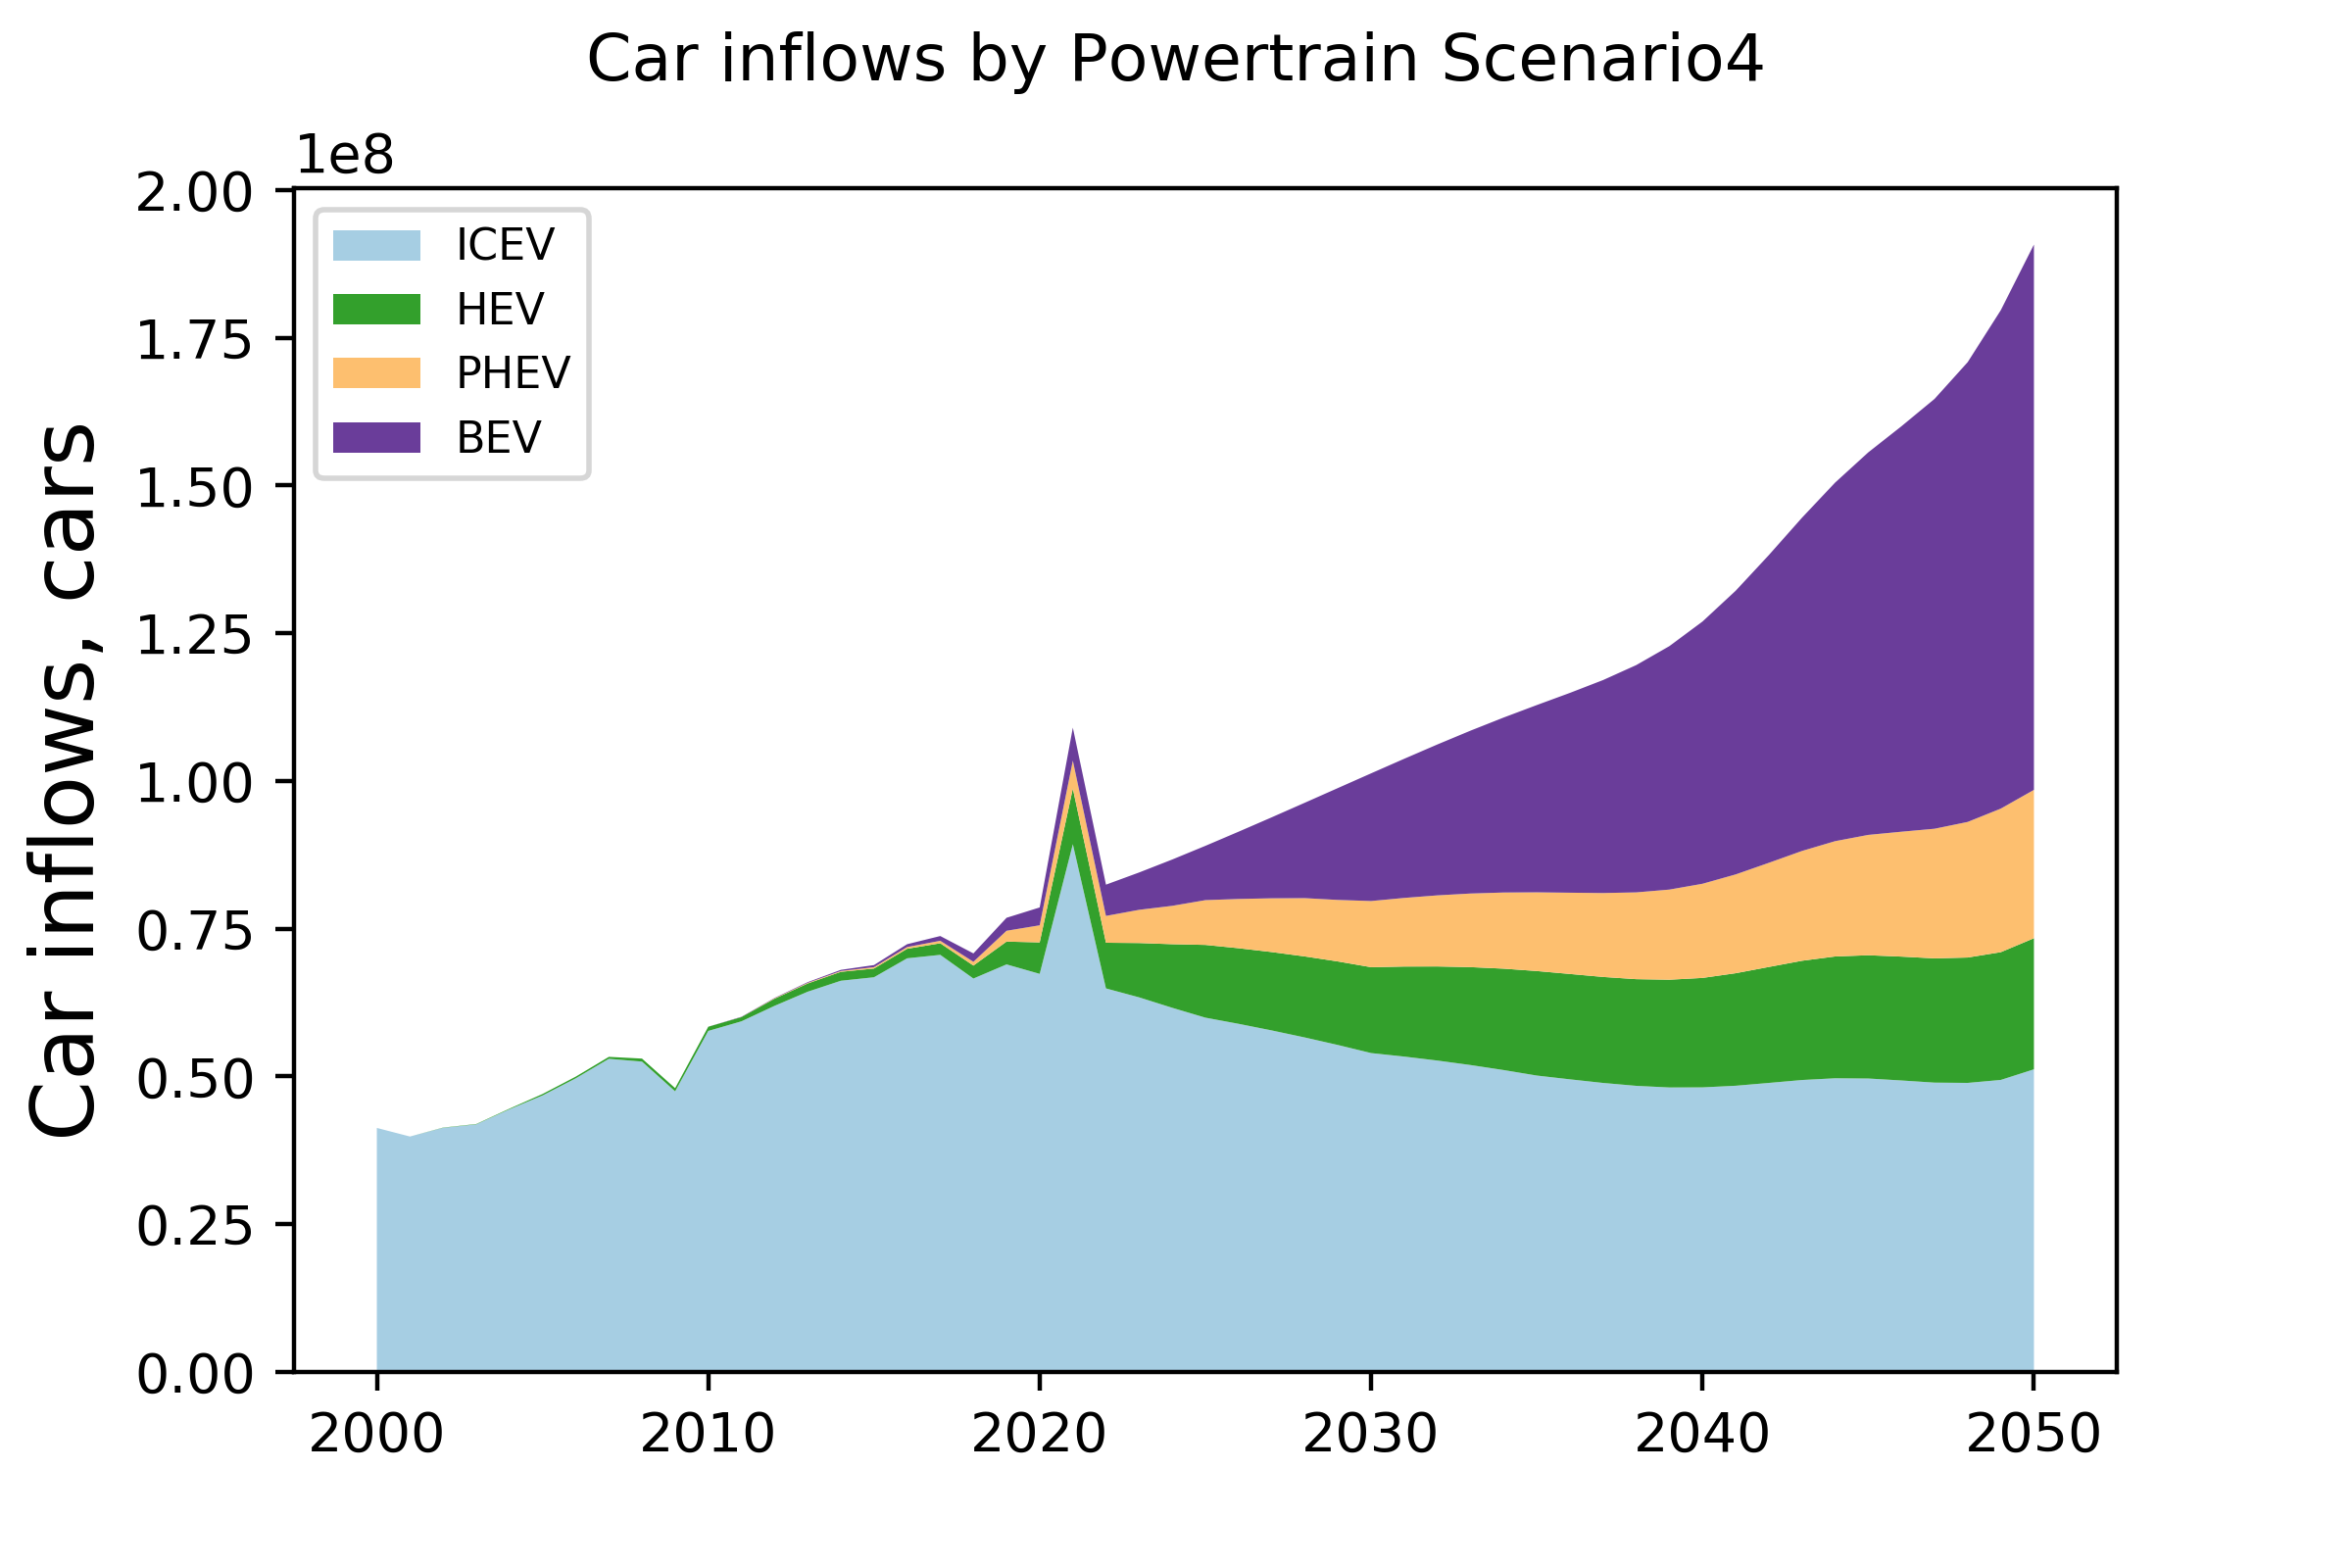 Car inflows by Powertrain Scenario4
1e8
2.00
1.75
1.50
1.25
1.00
0.75
0.50
0.25
0.00
Car inflows, cars
ICEV
HEV
PHEV
BEV
2000 2010 2020 2030 2040 2050